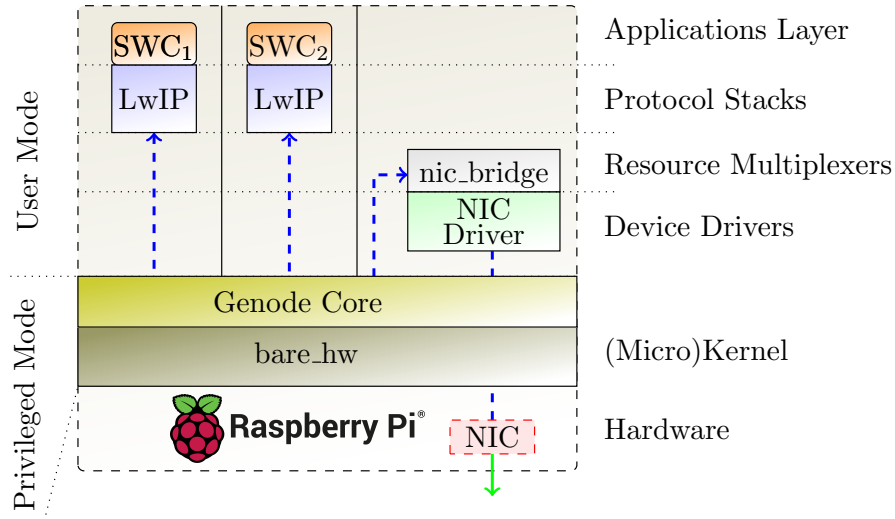 SWC₁
SWC₂
Applications Layer
LwIP
LwIP
Protocol Stacks
nic_bridge
Resource Multiplexers
NIC
Driver
Device Drivers
User Mode
Genode Core
bare_hw
(Micro)Kernel
Privileged Mode
Raspberry Pi®
NIC
Hardware